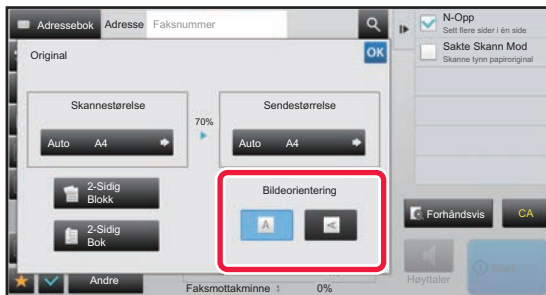 Adressebok
Adresse
Faksnummer
N-Opp
Sett flere sider i én side
Sakte Skann Mod
Skanne tynn papiroriginal
Original
OK
Skannestørelse
70%
Sendestørrelse
Auto A4
Auto A4
2-Sidig
Blokk
2-Sidig
Bok
Bildeorientering
A
A
Forhåndsvis
CA
Høyttaler
Start
Andre
Faksmottakminne : 0%